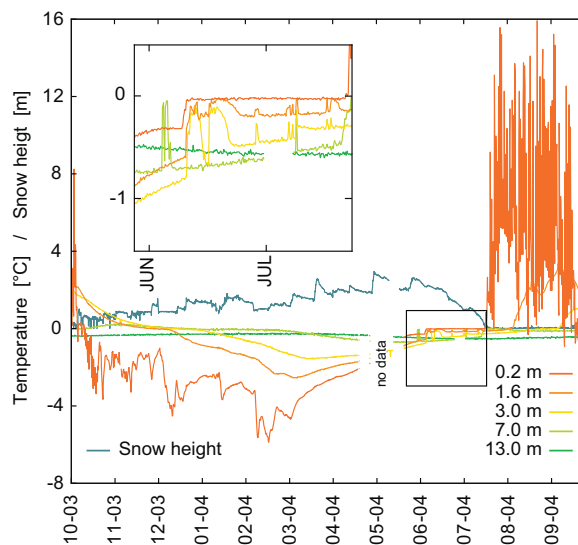 Temperature [°C] / Snow heigt [m]
16
12
8
4
0
-4
-8
0
-1
JUN
JUL
no data
0.2 m
1.6 m
3.0 m
7.0 m
13.0 m
Snow height
10-03
11-03
12-03
01-04
02-04
03-04
04-04
05-04
06-04
07-04
08-04
09-04